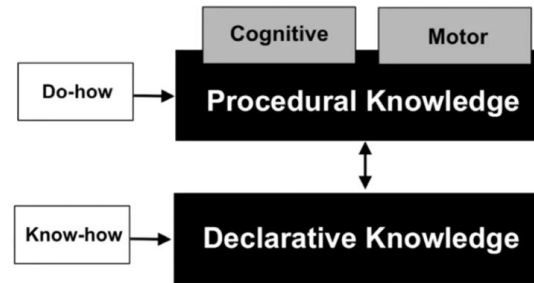 Cognitive
Motor
Do-how
Procedural Knowledge
Know-how
Declarative Knowledge